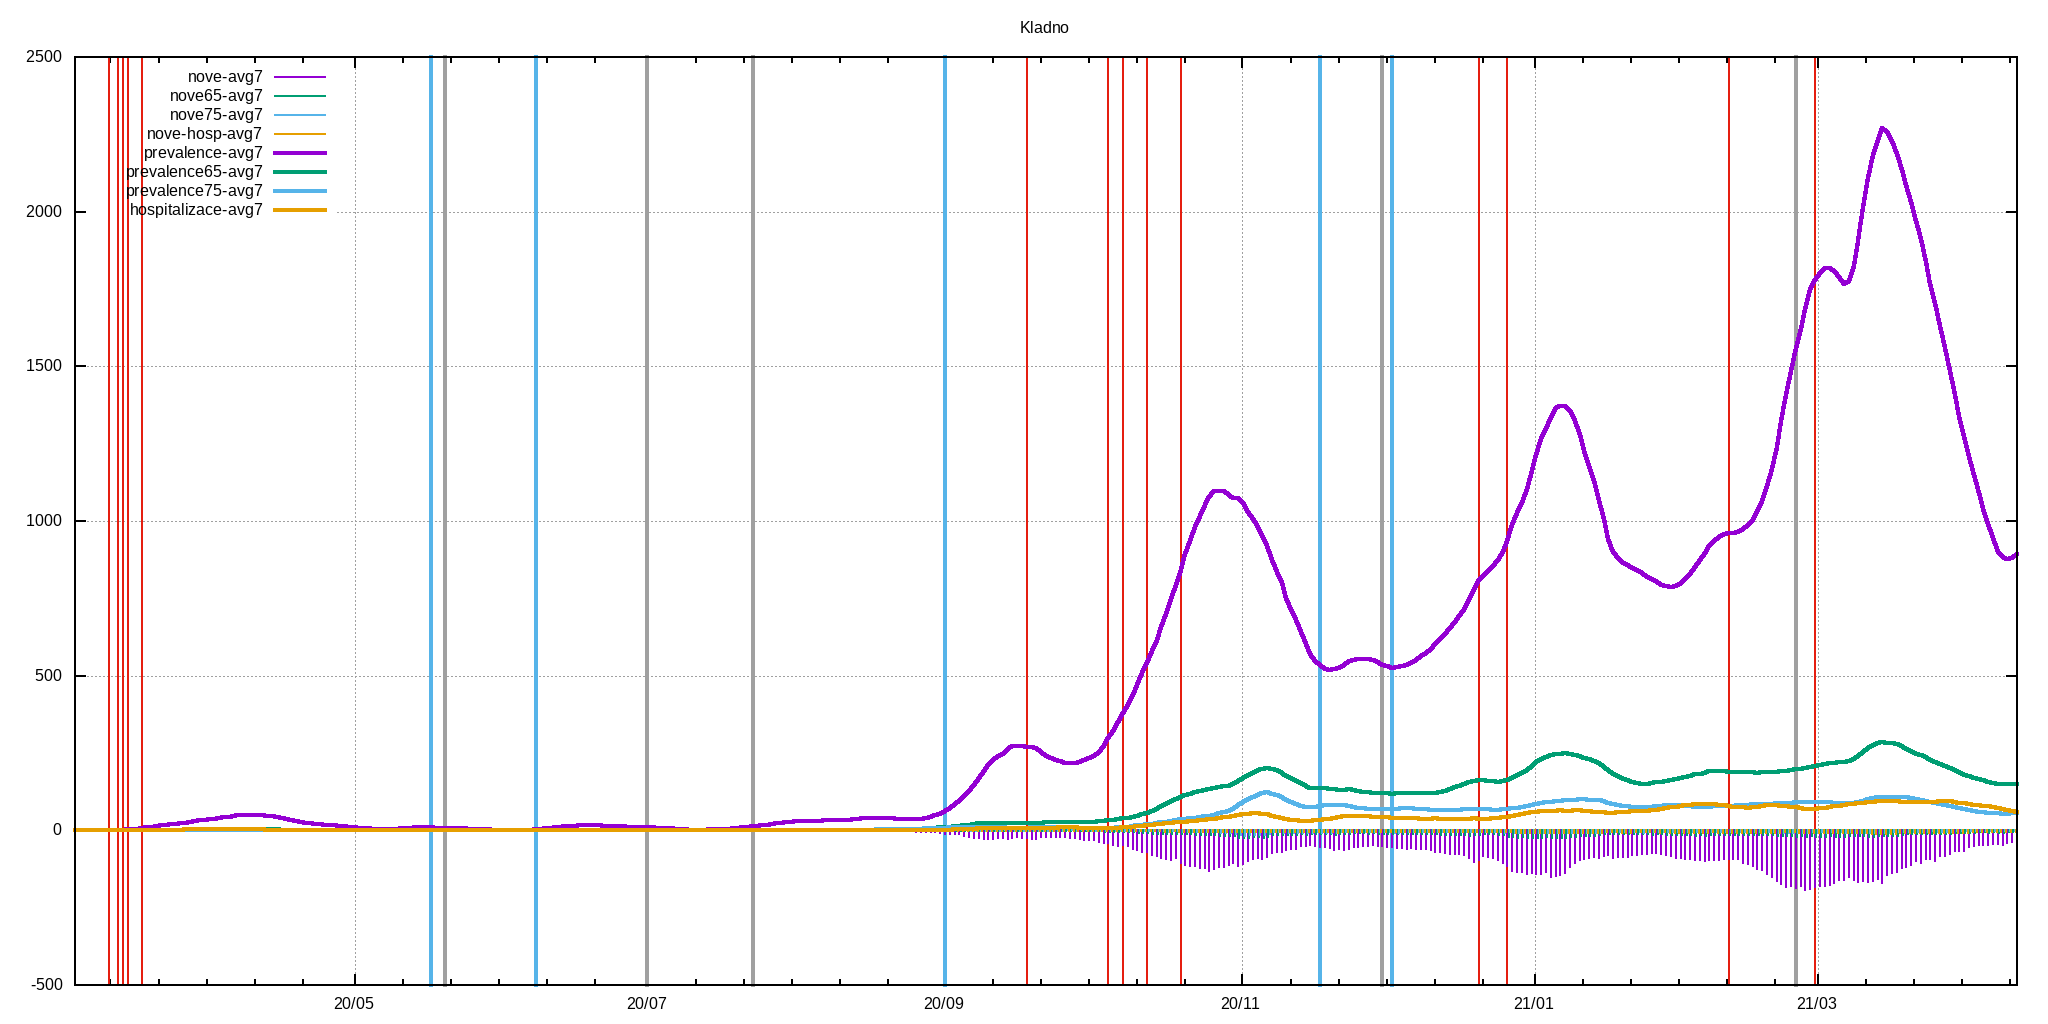 Kladno
2500
2000
1500
1000
500
0
-500
nove-avg7
nove65-avg7
nove75-avg7
nove-hosp-avg7
prevalence-avg7
prevalence65-avg7
prevalence75-avg7
hospitalizace-avg7
20/05
20/07
20/09
20/11
21/01
21/03